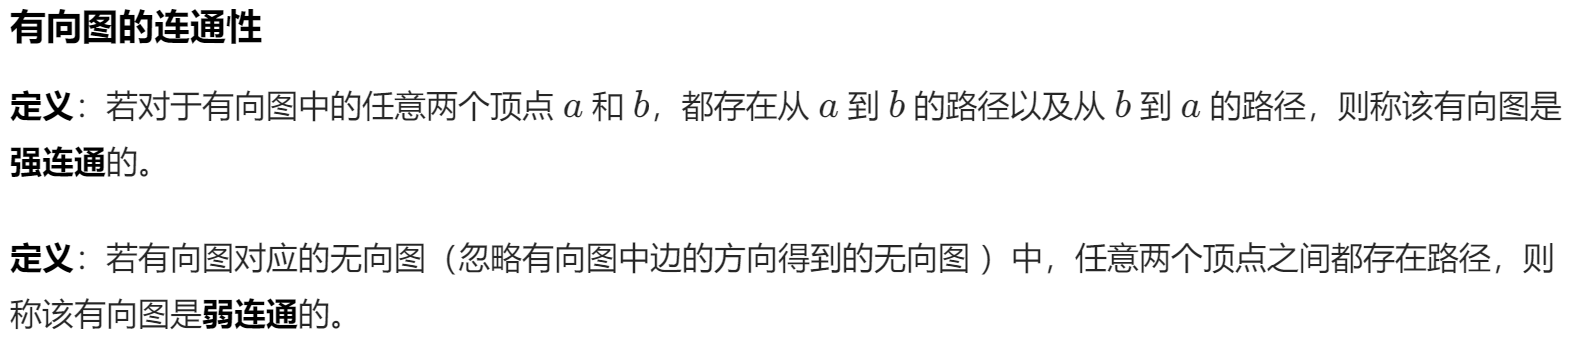 有向图的连通性
定义：若对于有向图中的任意两个顶点 a 和 b，都存在从 a 到 b 的路径以及从 b 到 a 的路径，则称该有向图是
强连通的。
定义：若有向图对应的无向图（忽略有向图中边的方向得到的无向图 ）中，任意两个顶点之间都存在路径，则
称该有向图是弱连通的。